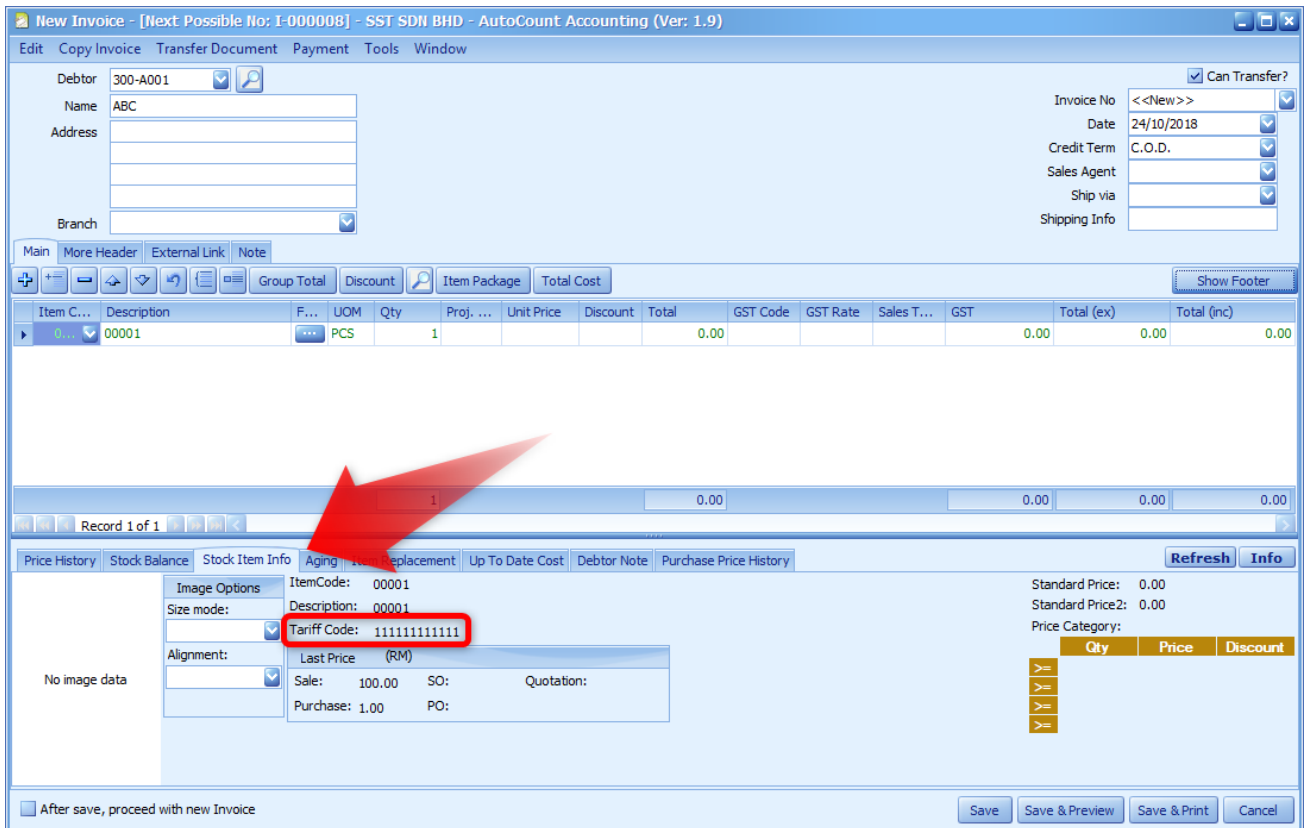 New Invoice - [Next Possible No: I-000008] - SST SDN BHD - AutoCount Accounting (Ver: 1.9)
Edit Copy Invoice Transfer Document Payment Tools Window
Debtor 300-A001
Name ABC
Address
Branch
Can Transfer?
Invoice No <<New>>
Date 24/10/2018
Credit Term C.O.D.
Sales Agent
Ship via
Shipping Info
Main More Header External Link Note
Group Total Discount Item Package Total Cost Show Footer
Item C... Description F... UOM Qty Proj. ... Unit Price Discount Total GST Code GST Rate Sales T... GST Total (ex) Total (inc)
0... 00001 ... PCS 1 0.00 0.00 0.00 0.00
1 0.00 0.00 0.00 0.00
Record 1 of 1
Price History Stock Balance Stock Item Info Aging Item Replacement Up To Date Cost Debtor Note Purchase Price History Refresh Info
No image data
Image Options
Size mode:
Alignment:
ItemCode: 00001
Description: 00001
Tariff Code: 111111111111
Last Price (RM)
Sale: 100.00 SO: Quotation:
Purchase: 1.00 PO:
Standard Price: 0.00
Standard Price2: 0.00
Price Category:
Qty Price Discount
>=
>=
>=
>=
After save, proceed with new Invoice
Save Save & Preview Save & Print Cancel